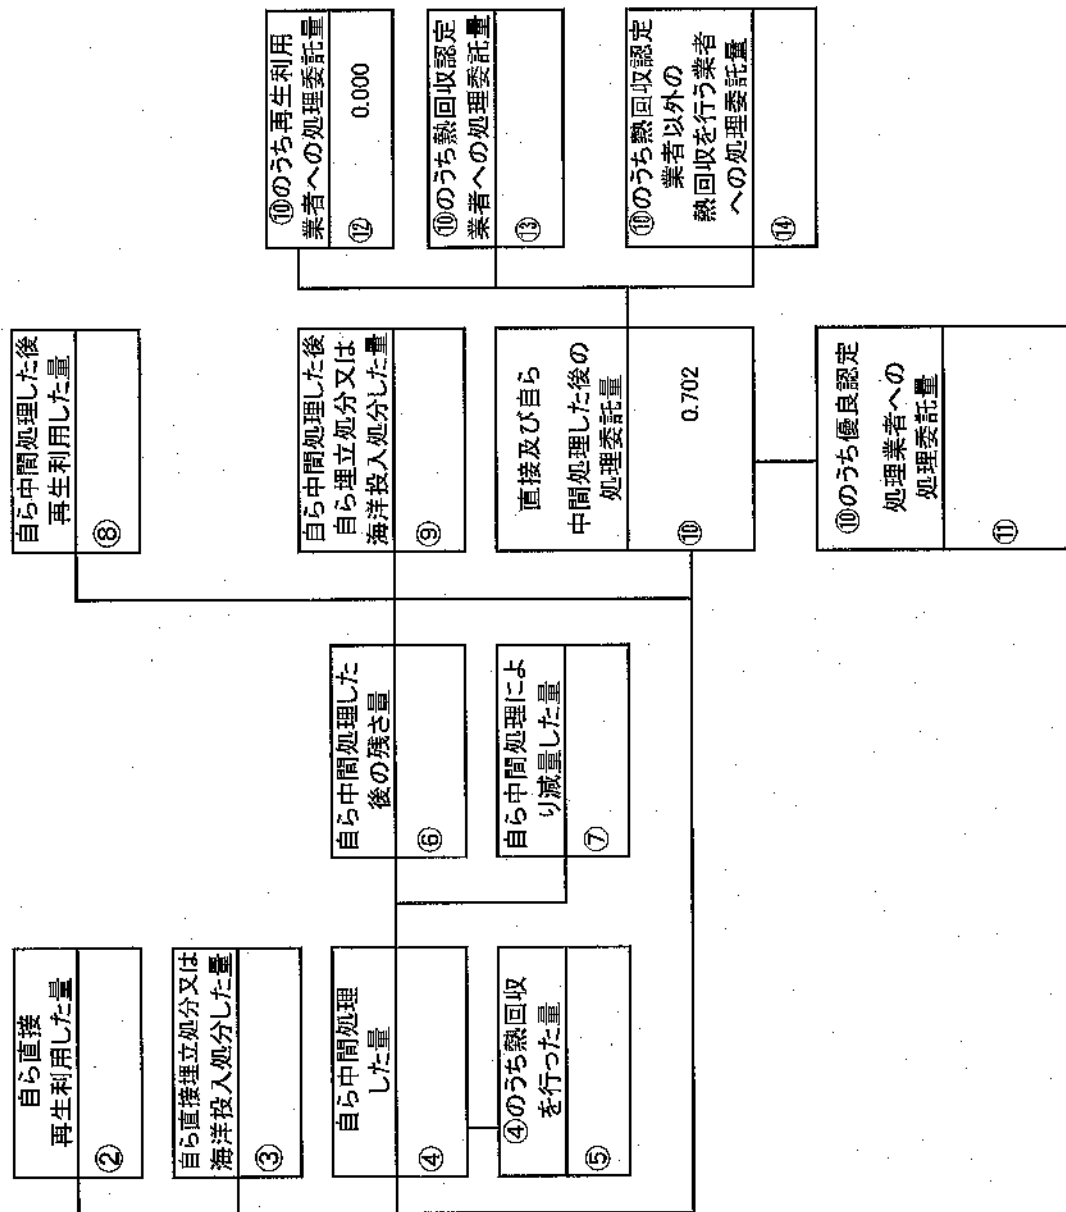 自ら直接
再生利用した量
②
自ら直接埋立処分又は
海洋投入処分した量
③
自ら中間処理
した量
④
④のうち熱回収
を行った量
⑤
自ら中間処理した
後の残さ量
⑥
自ら中間処理によ
り減量した量
⑦
自ら中間処理した後
再生利用した量
⑧
自ら中間処理した後
自ら埋立処分又は
海洋投入処分した量
⑨
直接及び自ら
中間処理した後の
処理委託量
⑩ 0.702
⑩のうち優良認定
処理業者への
処理委託量
⑪
⑩のうち再生利用
業者への処理委託量
⑫ 0.000
⑩のうち熱回収認定
業者への処理委託量
⑬
⑩のうち熱回収認定
業者以外の
熱回収を行う業者
への処理委託量
⑭